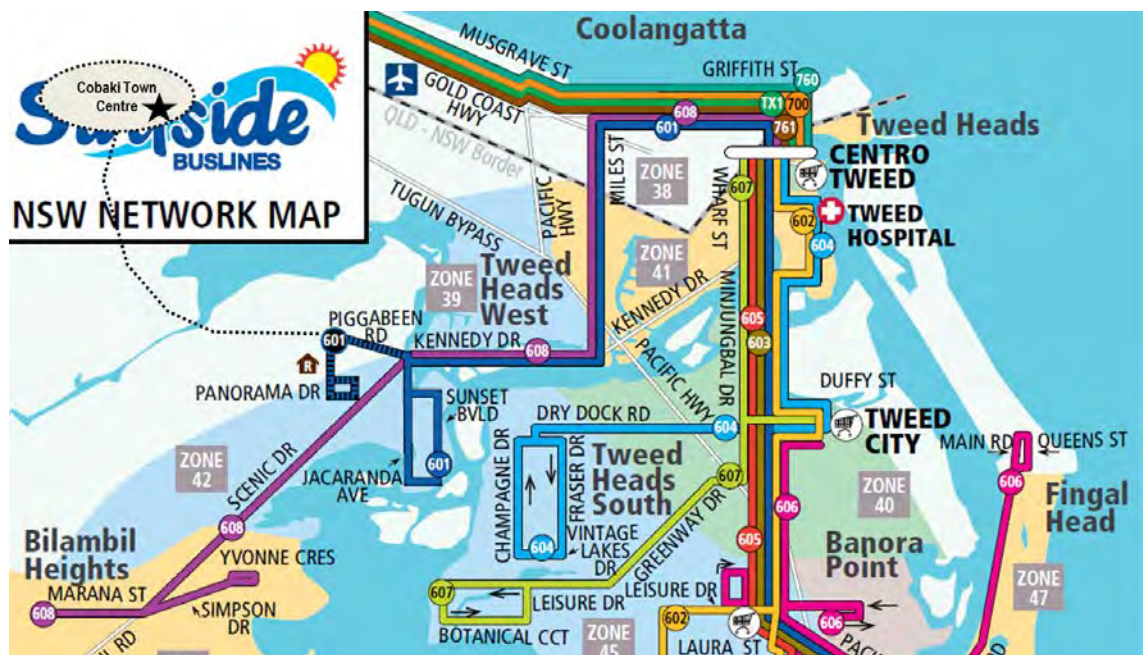 Cobaki Town
Centre
Sunside
BUSLINES
NSW NETWORK MAP
Coolangatta
MUSGRAVE ST
GRIFFITH ST
760
GOLD COAST
HWY
TX1
700
QLD - NSW Border
608
601
761
Tweed Heads
MILES ST
ZONE
38
CENTRO
TWEED
607
WHARF ST
PACIFIC
HWY
TUGUN BYPASS
602
TWEED
HOSPITAL
604
ZONE
39
Tweed
Heads
West
ZONE
41
KENNEDY DR
MINJUNGBAL DR
PIGGABEEN
RD
601
KENNEDY DR
608
605
603
R
PACIFIC HWY
PANORAMA DR
SUNSET
BVLD
DUFFY ST
DRY DOCK RD
604
TWEED
CITY
MAIN RD
QUEENS ST
ZONE
42
SCENIC DR
JACARANDA
AVE
601
CHAMPAGNE DR
FRASER DR
Tweed
Heads
South
607
ZONE
40
606
606
Fingal
Head
608
604
VINTAGE
LAKES
DR
GREENWAY DR
605
Bilambil
Heights
YVONNE CRES
Banora
Point
MARANA ST
608
SIMPSON
DR
607
LEISURE DR
LEISURE DR
ZONE
47
BOTANICAL CCT
602
606
ZONE
45
LAURA ST
RD